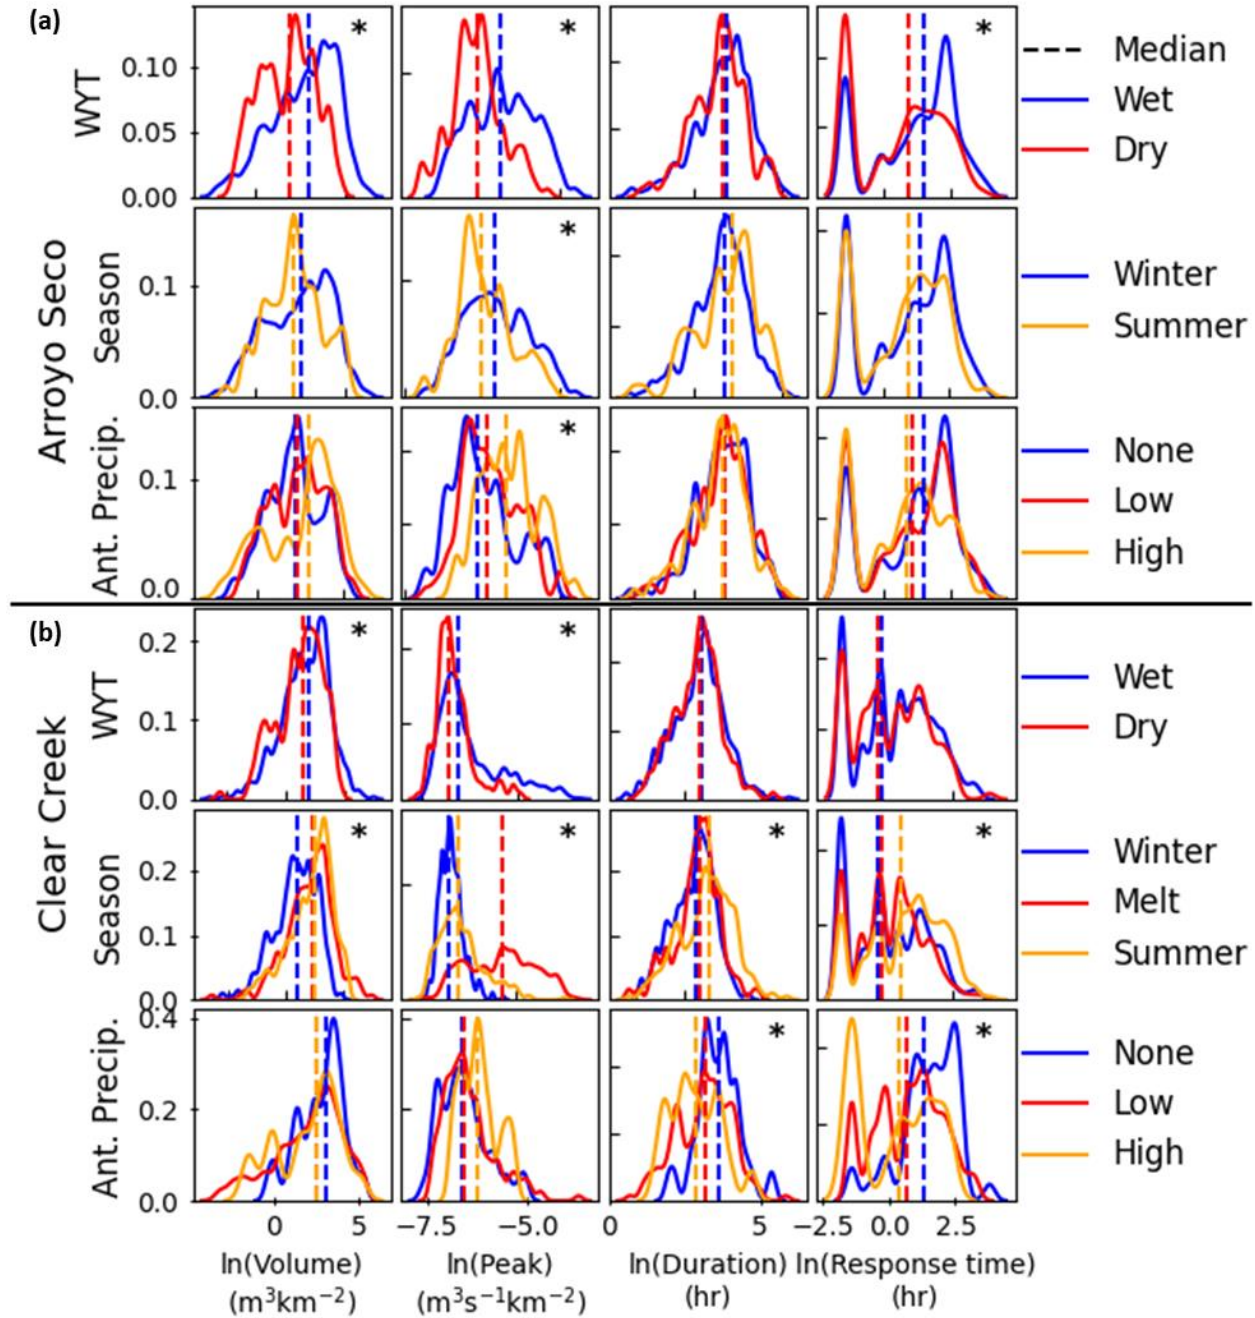 (a)
WYT
0.10
0.05
0.00
*
*
*
Median
Wet
Dry
Arroyo Seco
Season
0.1
0.0
*
Winter
Summer
Ant. Precip.
0.1
0.0
*
None
Low
High
(b)
Clear Creek
WYT
0.2
0.1
0.0
*
*
Wet
Dry
Season
0.2
0.1
0.0
*
*
*
*
Winter
Melt
Summer
Ant. Precip.
0.4
0.2
0.0
*
*
None
Low
High
0 5
−7.5 −5.0
0 5
−2.5 0.0 2.5
ln(Volume)
(m³km⁻²)
ln(Peak)
(m³s⁻¹km⁻²)
ln(Duration)
(hr)
ln(Response time)
(hr)